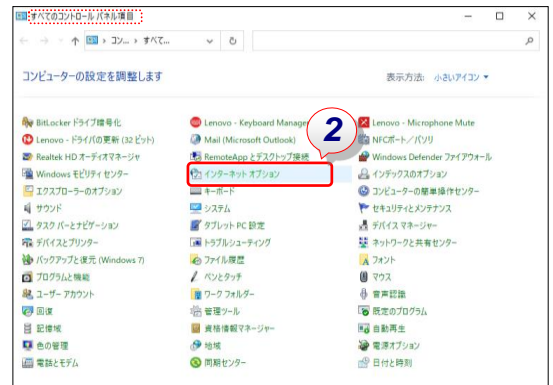 すべてのコントロール パネル項目
コン... すべて...
コンピューターの設定を調整します
表示方法: 小さいアイコン
BitLocker ドライブ暗号化
Lenovo - Keyboard Manager
Lenovo - Microphone Mute
Lenovo - ドライバの更新 (32 ビット)
Mail (Microsoft Outlook)
NFCポート／パソリ
Realtek HD オーディオマネージャ
RemoteApp とデスクトップ接続
Windows Defender ファイアウォール
Windows モビリティ センター
インターネット オプション
2
インデックスのオプション
エクスプローラーのオプション
キーボード
コンピューターの簡単操作センター
サウンド
システム
セキュリティとメンテナンス
タスク バーとナビゲーション
タブレット PC 設定
デバイス マネージャー
デバイスとプリンター
トラブルシューティング
ネットワークと共有センター
バックアップと復元 (Windows 7)
ファイル履歴
フォント
プログラムと機能
ペンとタッチ
マウス
ユーザー アカウント
ワーク フォルダー
音声認識
回復
管理ツール
既定のプログラム
記憶域
資格情報マネージャー
自動再生
色の管理
地域
電源オプション
電話とモデム
同期センター
日付と時刻